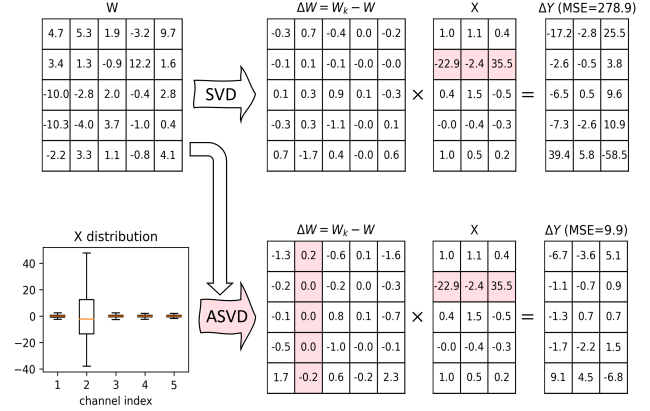 W
4.7 5.3 1.9 -3.2 9.7
3.4 1.3 -0.9 12.2 1.6
-10.0 -2.8 2.0 -0.4 2.8
-10.3 -4.0 3.7 -1.0 0.4
-2.2 3.3 1.1 -0.8 4.1
SVD
ΔW = Wₖ − W
-0.3 0.7 -0.4 0.0 -0.2
-0.1 0.1 -0.1 -0.0 -0.0
0.1 0.3 0.9 0.1 -0.3
-0.3 0.3 -1.1 -0.0 0.1
0.7 -1.7 0.4 -0.0 0.6
×
X
1.0 1.1 0.4
-22.9 -2.4 35.5
0.4 1.5 -0.5
-0.0 -0.4 -0.3
1.0 0.5 0.2
=
ΔY (MSE=278.9)
-17.2 -2.8 25.5
-2.6 -0.5 3.8
-6.5 0.5 9.6
-7.3 -2.6 10.9
39.4 5.8 -58.5
X distribution
40
20
0
−20
−40
1 2 3 4 5
channel index
ASVD
ΔW = Wₖ − W
-1.3 0.2 -0.6 0.1 -1.6
-0.2 0.0 -0.2 0.0 -0.3
-0.1 0.0 0.8 0.1 -0.7
-0.5 0.0 -1.0 -0.0 -0.1
1.7 -0.2 0.6 -0.2 2.3
×
X
1.0 1.1 0.4
-22.9 -2.4 35.5
0.4 1.5 -0.5
-0.0 -0.4 -0.3
1.0 0.5 0.2
=
ΔY (MSE=9.9)
-6.7 -3.6 5.1
-1.1 -0.7 0.9
-1.3 0.7 0.7
-1.7 -2.2 1.5
9.1 4.5 -6.8